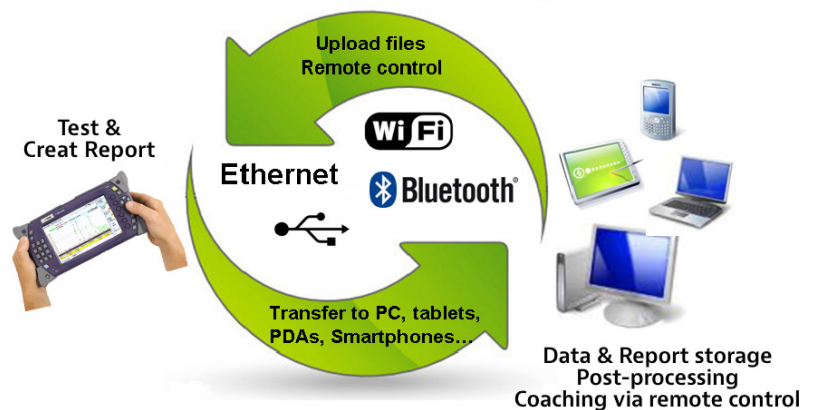 Upload files
Remote control
Test &
Creat Report
WiFi
Ethernet
Bluetooth®
Transfer to PC, tablets,
PDAs, Smartphones...
Data & Report storage
Post-processing
Coaching via remote control